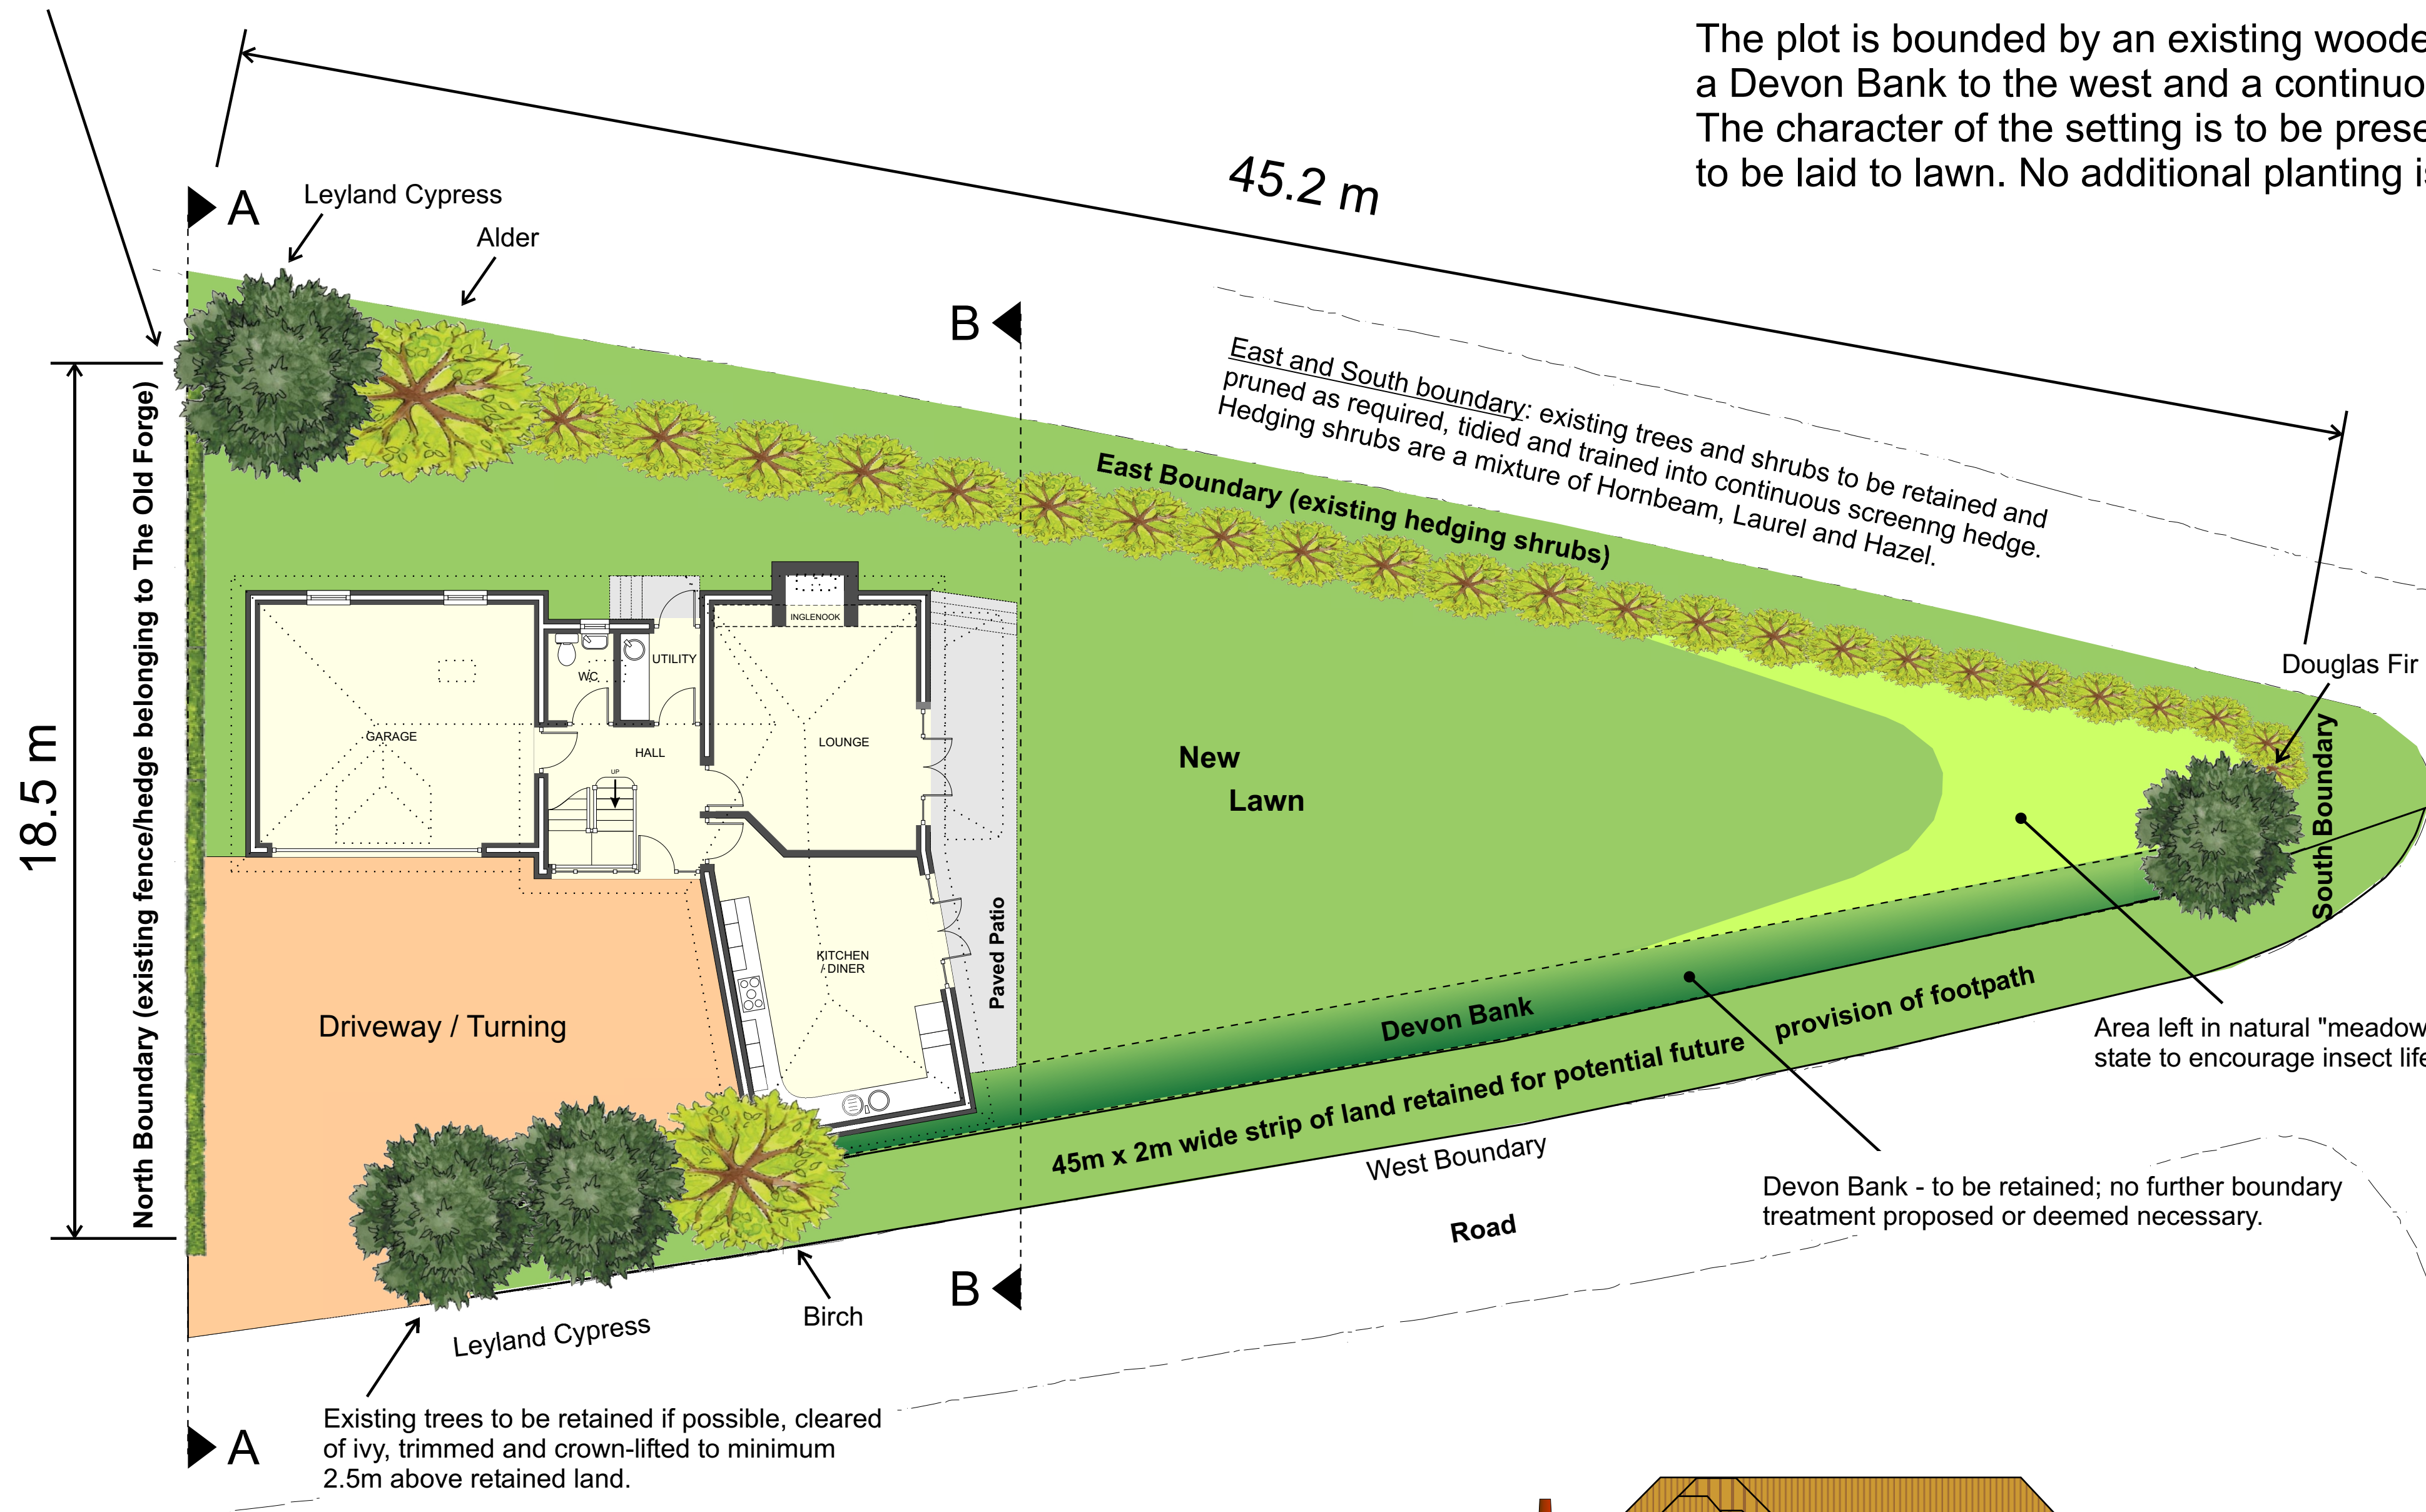 The plot is bounded by an existing woode
a Devon Bank to the west and a continuo
The character of the setting is to be prese
to be laid to lawn. No additional planting is
45.2 m
A
Leyland Cypress
Alder
B
East and South boundary: existing trees and shrubs to be retained and
pruned as required, tidied and trained into continuous screenng hedge.
Hedging shrubs are a mixture of Hornbeam, Laurel and Hazel.
East Boundary (existing hedging shrubs)
18.5 m
North Boundary (existing fence/hedge belonging to The Old Forge)
INGLENOOK
UTILITY
WC
GARAGE
HALL
LOUNGE
UP
KITCHEN
/ DINER
Paved Patio
New
Lawn
Douglas Fir
South Boundary
Driveway / Turning
Devon Bank
45m x 2m wide strip of land retained for potential future provision of footpath
West Boundary
Road
Area left in natural "meadow
state to encourage insect life
Devon Bank - to be retained; no further boundary
treatment proposed or deemed necessary.
B
Birch
Leyland Cypress
A
Existing trees to be retained if possible, cleared
of ivy, trimmed and crown-lifted to minimum
2.5m above retained land.